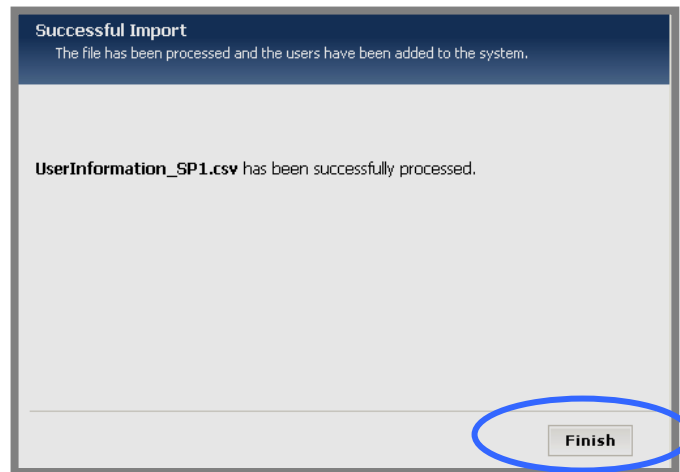 Successful Import
The file has been processed and the users have been added to the system.
UserInformation_SP1.csv has been successfully processed.
Finish